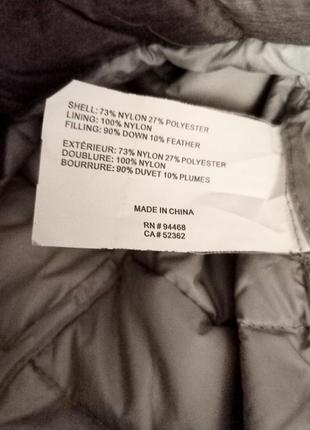 SHELL: 73% NYLON 27% POLYESTER
LINING: 100% NYLON
FILLING: 90% DOWN 10% FEATHER
EXTÉRIEUR: 73% NYLON 27% POLYESTER
DOUBLURE: 100% NYLON
BOURRURE: 90% DUVET 10% PLUMES
MADE IN CHINA
RN # 94468
CA # 52362